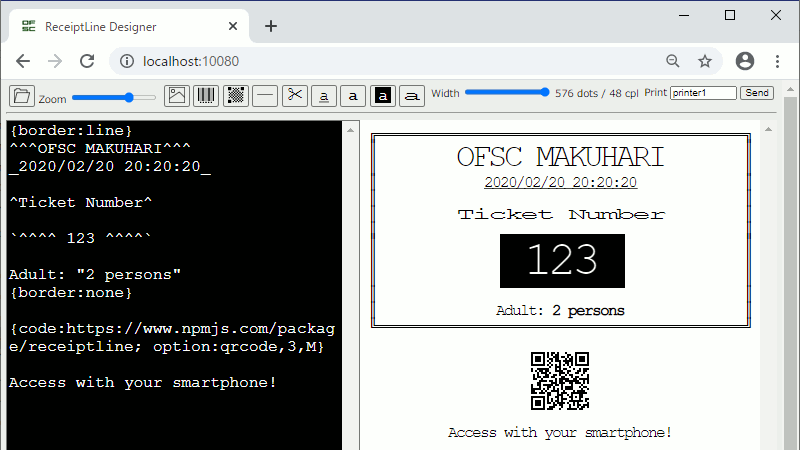 OF
SC
ReceiptLine Designer
localhost:10080
Zoom
a a a a
Width
576 dots / 48 cpl
Print
printer1
Send
{border:line}
^^^OFSC MAKUHARI^^^
_2020/02/20 20:20:20_
^Ticket Number^
`^^^^ 123 ^^^^`
Adult: "2 persons"
{border:none}
{code:https://www.npmjs.com/packag
e/receiptline; option:qrcode,3,M}
Access with your smartphone!
OFSC MAKUHARI
2020/02/20 20:20:20
Ticket Number
123
Adult: 2 persons
Access with your smartphone!